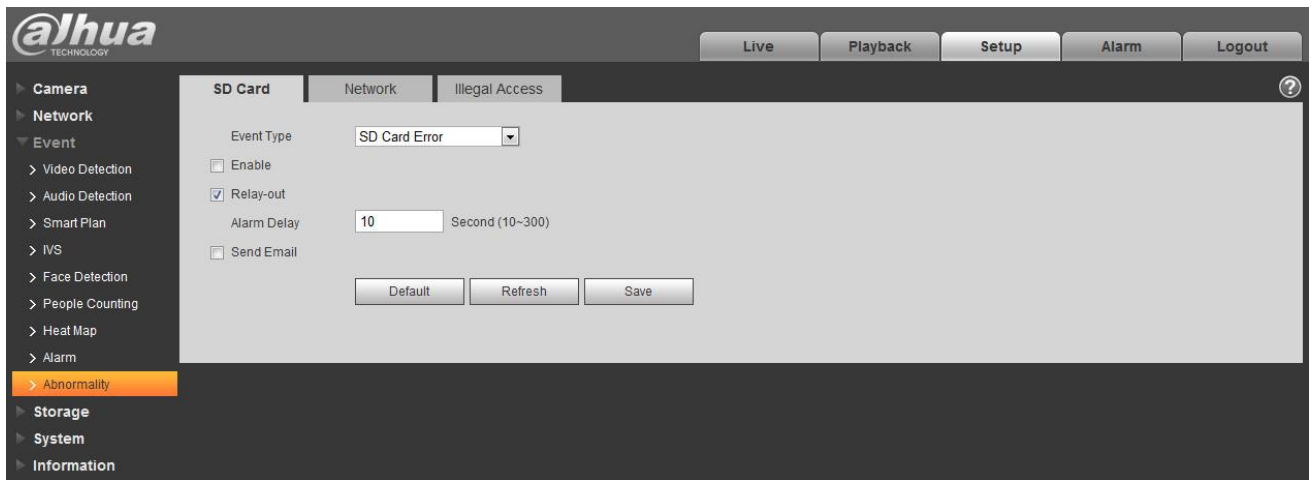 alhua
TECHNOLOGY
Live Playback Setup Alarm Logout
Camera
Network
Event
Video Detection
Audio Detection
Smart Plan
IVS
Face Detection
People Counting
Heat Map
Alarm
Abnormality
Storage
System
Information
SD Card Network Illegal Access ?
Event Type SD Card Error
Enable
Relay-out
Alarm Delay 10 Second (10~300)
Send Email
Default Refresh Save